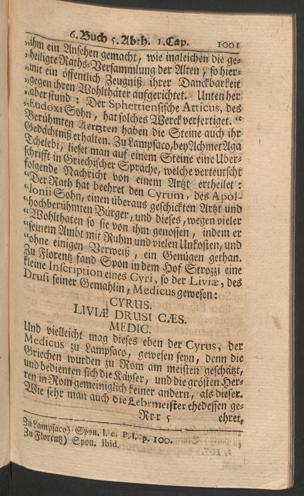 6. Buch 5. Abth. 1. Cap. 1001
„ihm ein Ansehen gemacht, wie ingleichen die ge-
„heiligte Raths-Versammlung der Alten, so hier-
„mit ein öffentlich Zeugniß ihrer Danckbarkeit
„gegen ihren Wohlthäter aufgerichtet. Unten her
„aber stund: Der Sphettriensische Atticus, des
„Eudoxi Sohn, hat solches Werck verfertiget.“
Berühmten Aertzten haben die Steine auch ihr
Gedächtniß erhalten. Zu Lampsaco, bey Achmet Aga
Tchelebi, lieset man auf einem Steine eine Uber-
schrifft in Griechischer Sprache, welche verteutscht
folgende Nachricht von einem Artzt ertheilet:
„Der Rath hat beehret den Cyrum, des Apol-
„lonii Sohn, einen überaus geschickten Artzt und
„hochberühmten Bürger, und dieses, wegen vieler
„Wohlthaten so sie von ihm genossen, indem er
„seinem Ambt mit Ruhm und vielen Unkosten, und
„ohne einigen Verweiß, ein Genügen gethan.
Zu Florentz fand Spon in dem Hof Strozzi eine
kleine Inscription eines Cyri, so der Liviæ, des
Drusi seiner Gemahlin, Medicus gewesen:
CYRUS.
LIVIÆ DRUSI CÆS.
MEDIC.
Und vielleicht mag dieses eben der Cyrus, der
Medicus zu Lampsaco, gewesen seyn, denn die
Griechen wurden zu Rom am meisten geschätzt,
und bedienten sich die Käyser, und die grösten Her-
ren in Rom gemeiniglich keiner andern, als dieser.
Wie sehr man auch die Lehrmeister ehedessen ge-
Rrr 5 ehret,
Zu Lampsaco) Spon. l. c. P. I. p. 100.
Zu Florentz) Spon. ibid.